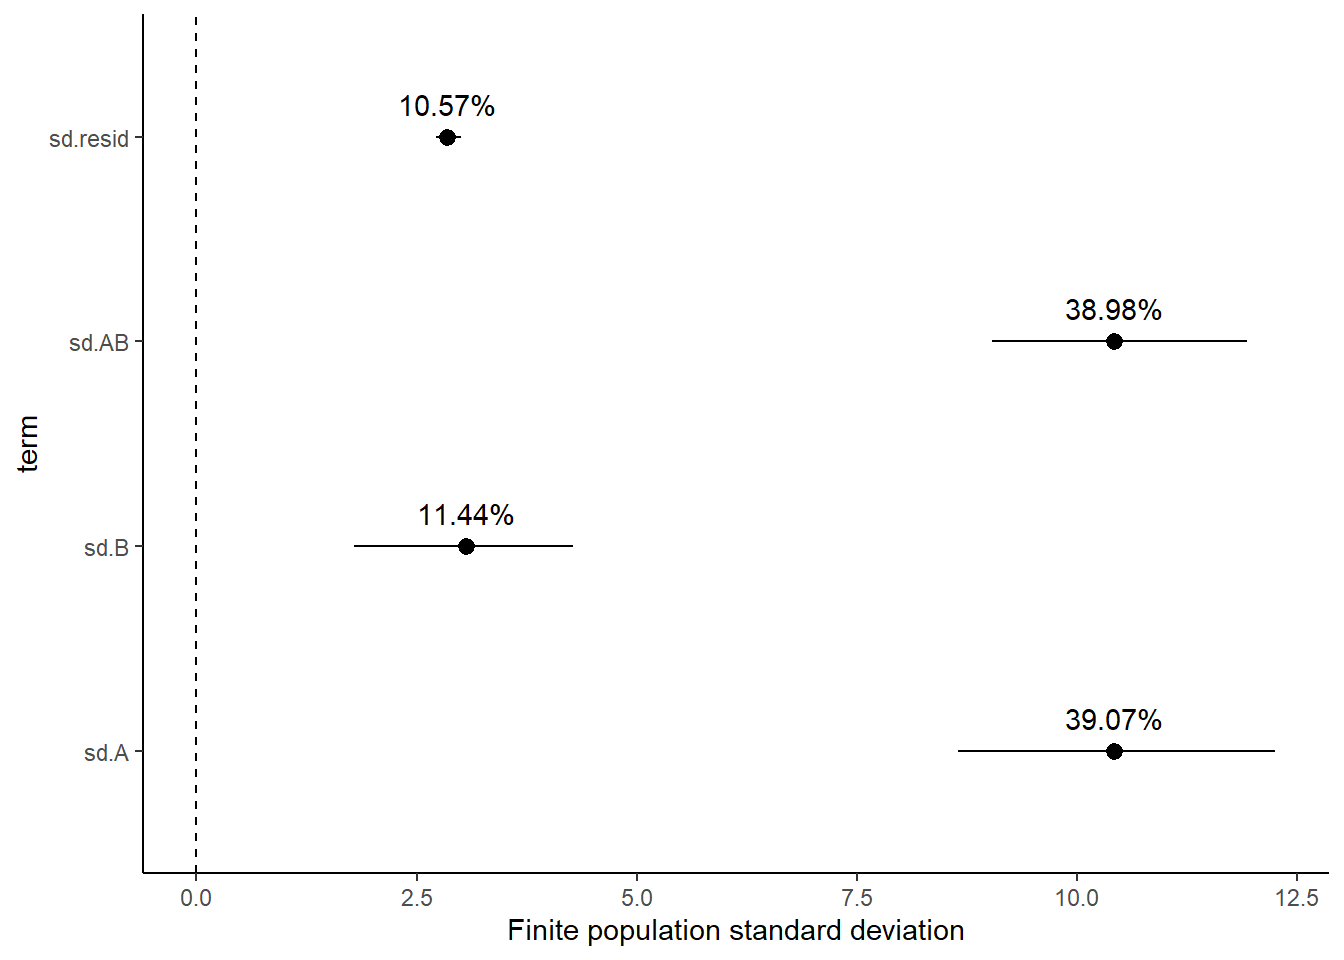 10.57%
sd.resid
38.98%
sd.AB
term
11.44%
sd.B
39.07%
sd.A
0.0 2.5 5.0 7.5 10.0 12.5
Finite population standard deviation